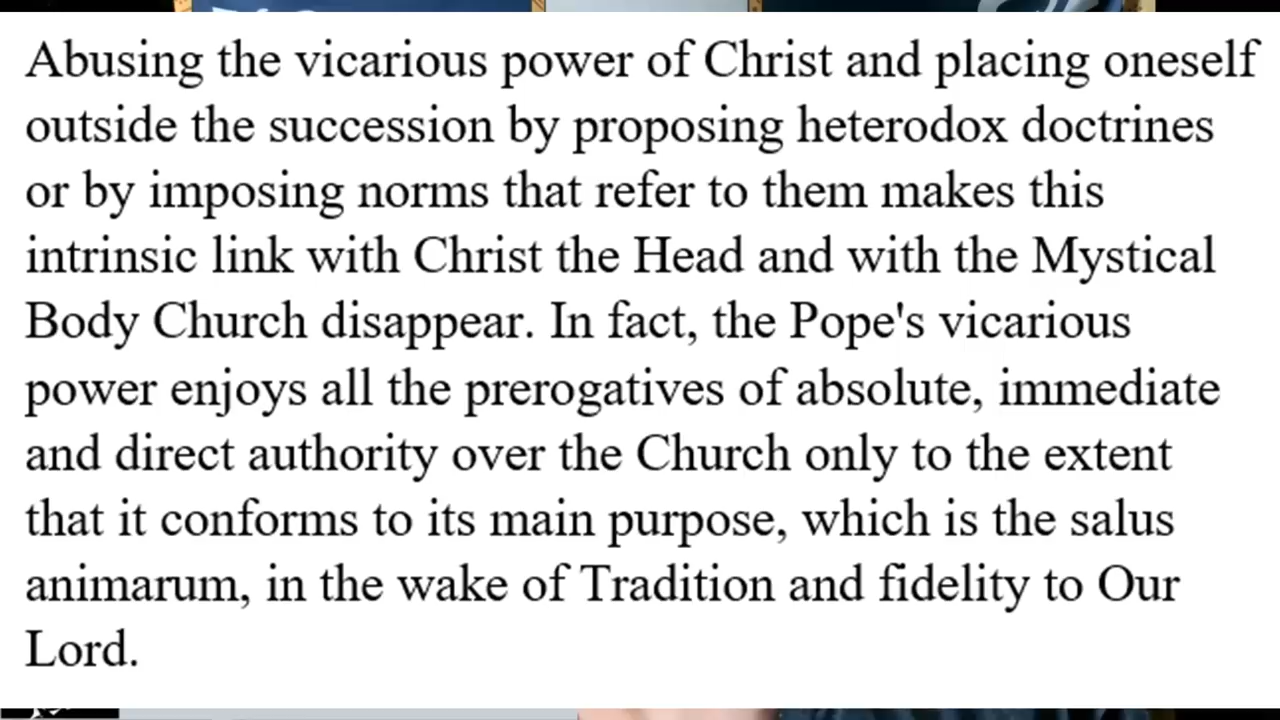 Abusing the vicarious power of Christ and placing oneself
outside the succession by proposing heterodox doctrines
or by imposing norms that refer to them makes this
intrinsic link with Christ the Head and with the Mystical
Body Church disappear. In fact, the Pope's vicarious
power enjoys all the prerogatives of absolute, immediate
and direct authority over the Church only to the extent
that it conforms to its main purpose, which is the salus
animarum, in the wake of Tradition and fidelity to Our
Lord.